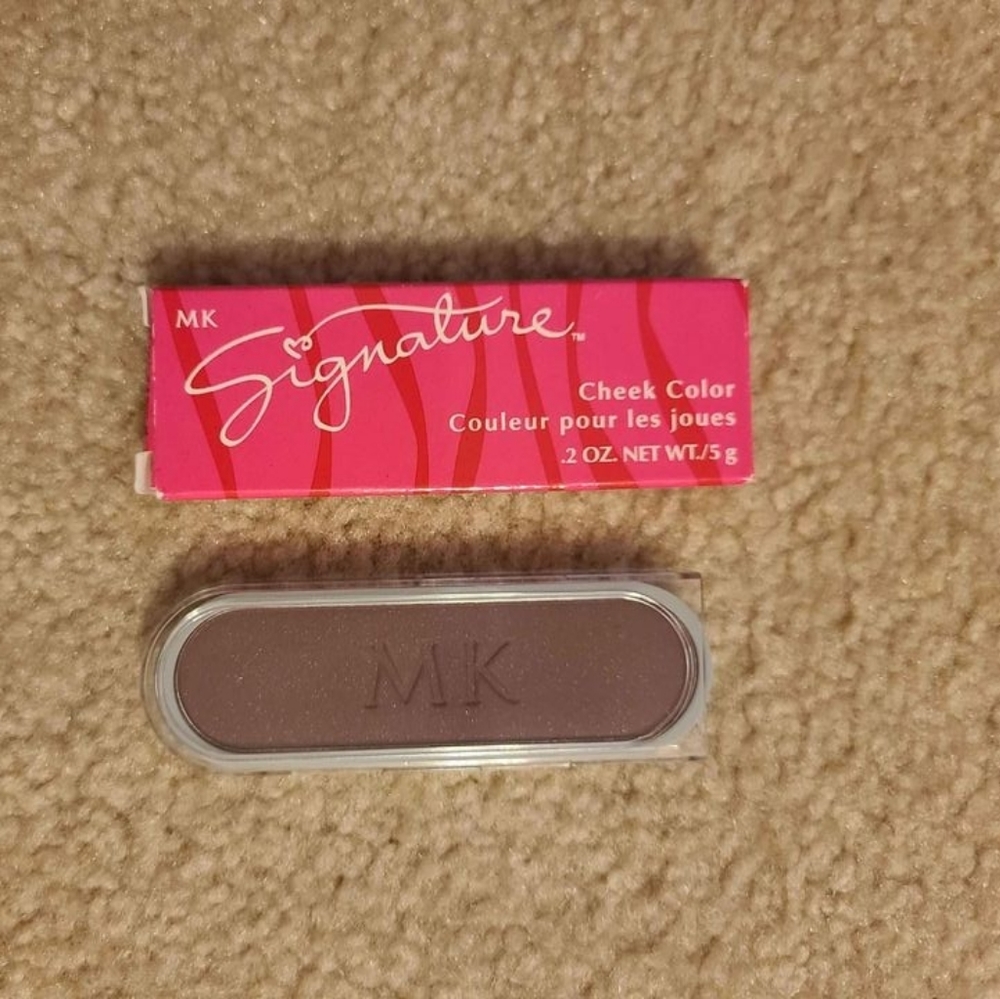 MK
Signature™
Cheek Color
Couleur pour les joues
.2 OZ. NET WT./5 g
MK